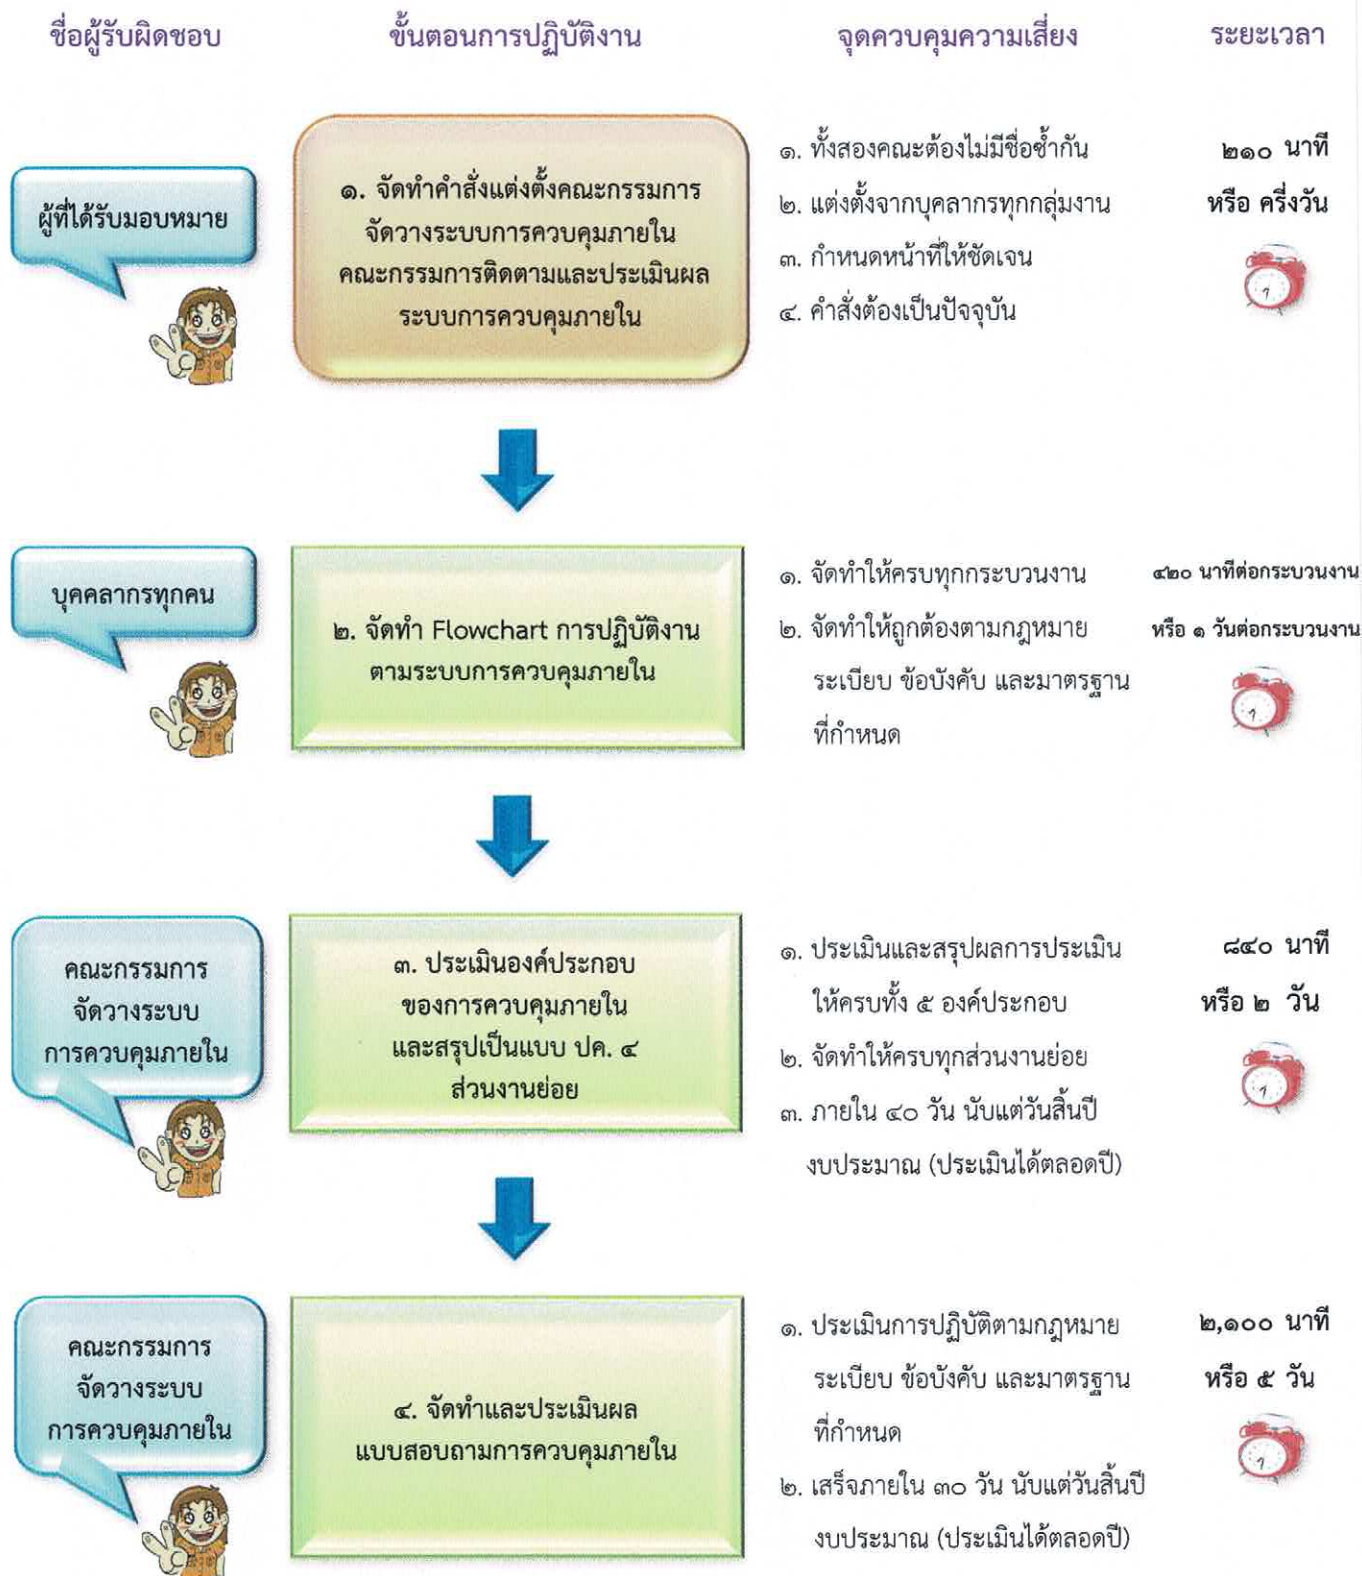 ชื่อผู้รับผิดชอบ ขั้นตอนการปฏิบัติงาน จุดควบคุมความเสี่ยง ระยะเวลา
ผู้ที่ได้รับมอบหมาย
๑. จัดทำคำสั่งแต่งตั้งคณะกรรมการ
จัดวางระบบการควบคุมภายใน
คณะกรรมการติดตามและประเมินผล
ระบบการควบคุมภายใน
๑. ทั้งสองคณะต้องไม่มีชื่อซ้ำกัน
๒. แต่งตั้งจากบุคลากรทุกกลุ่มงาน
๓. กำหนดหน้าที่ให้ชัดเจน
๔. คำสั่งต้องเป็นปัจจุบัน
๒๑๐ นาที
หรือ ครึ่งวัน
บุคคลากรทุกคน
๒. จัดทำ Flowchart การปฏิบัติงาน
ตามระบบการควบคุมภายใน
๑. จัดทำให้ครบทุกกระบวนงาน
๒. จัดทำให้ถูกต้องตามกฎหมาย
ระเบียบ ข้อบังคับ และมาตรฐาน
ที่กำหนด
๔๒๐ นาทีต่อกระบวนงาน
หรือ ๑ วันต่อกระบวนงาน
คณะกรรมการ
จัดวางระบบ
การควบคุมภายใน
๓. ประเมินองค์ประกอบ
ของการควบคุมภายใน
และสรุปเป็นแบบ ปค. ๔
ส่วนงานย่อย
๑. ประเมินและสรุปผลการประเมิน
ให้ครบทั้ง ๕ องค์ประกอบ
๒. จัดทำให้ครบทุกส่วนงานย่อย
๓. ภายใน ๔๐ วัน นับแต่วันสิ้นปี
งบประมาณ (ประเมินได้ตลอดปี)
๘๔๐ นาที
หรือ ๒ วัน
คณะกรรมการ
จัดวางระบบ
การควบคุมภายใน
๔. จัดทำและประเมินผล
แบบสอบถามการควบคุมภายใน
๑. ประเมินการปฏิบัติตามกฎหมาย
ระเบียบ ข้อบังคับ และมาตรฐาน
ที่กำหนด
๒. เสร็จภายใน ๓๐ วัน นับแต่วันสิ้นปี
งบประมาณ (ประเมินได้ตลอดปี)
๒,๑๐๐ นาที
หรือ ๕ วัน